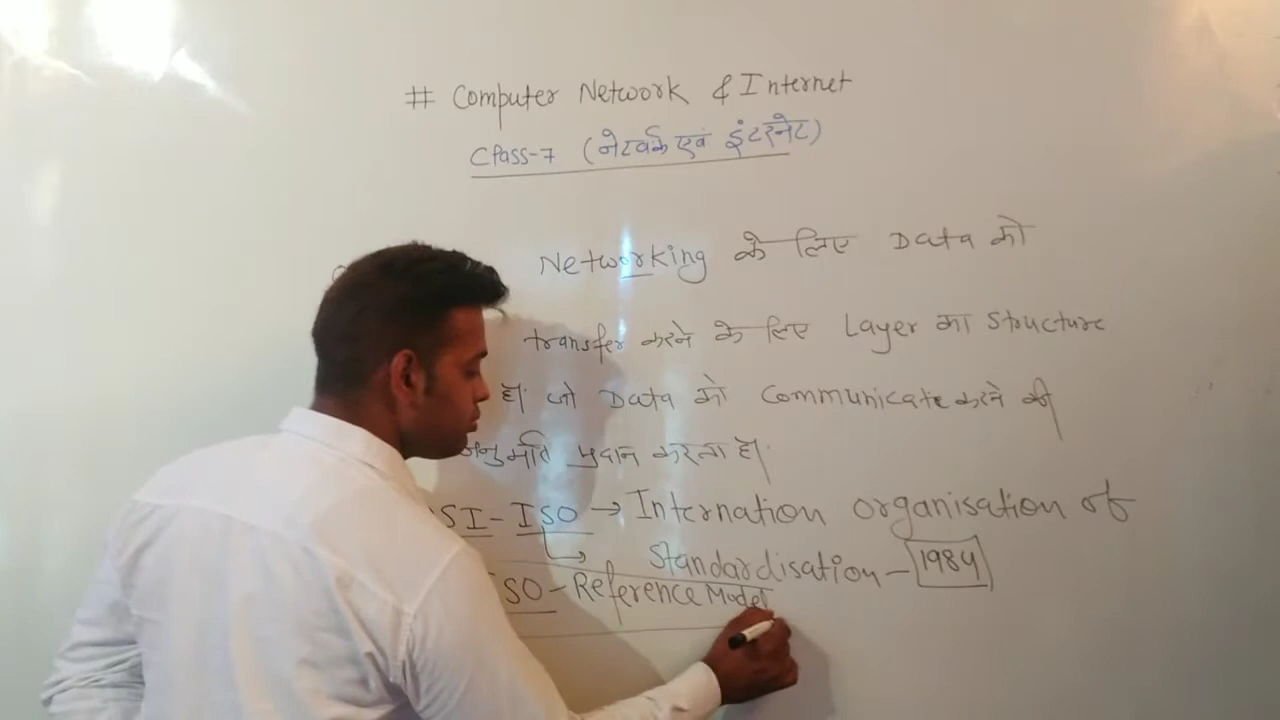 # Computer Network & Internet
Class-7 (नेटवर्क एवं इंटरनेट)
Networking के लिए Data को
transfer करने के लिए Layer का Structure
है। जो Data को Communicate करने की
अनुमति प्रदान करता है।
SI - ISO → Internation organisation of
Standardisation - 1984
ISO - Reference Model